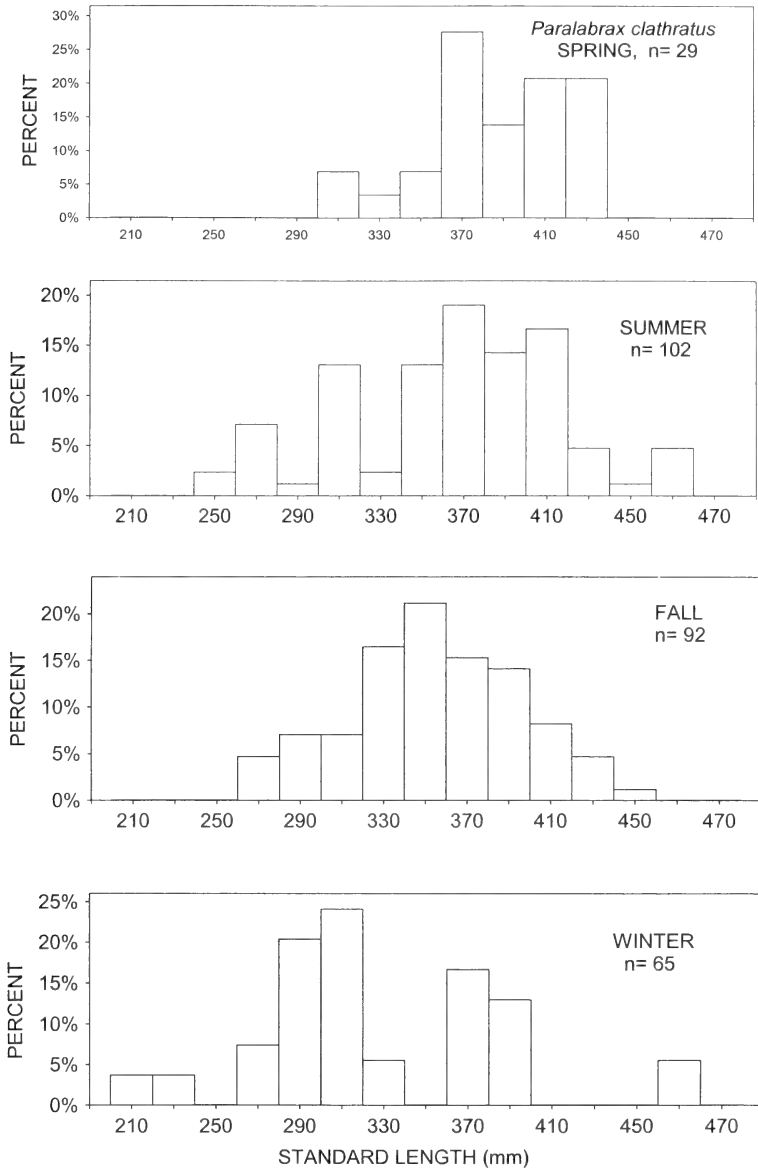 Paralabrax clathratus
SPRING, n= 29
PERCENT
30%
25%
20%
15%
10%
5%
0%
210 250 290 330 370 410 450 470
SUMMER
n= 102
PERCENT
20%
15%
10%
5%
0%
210 250 290 330 370 410 450 470
FALL
n= 92
PERCENT
20%
15%
10%
5%
0%
210 250 290 330 370 410 450 470
WINTER
n= 65
PERCENT
25%
20%
15%
10%
5%
0%
210 250 290 330 370 410 450 470
STANDARD LENGTH (mm)